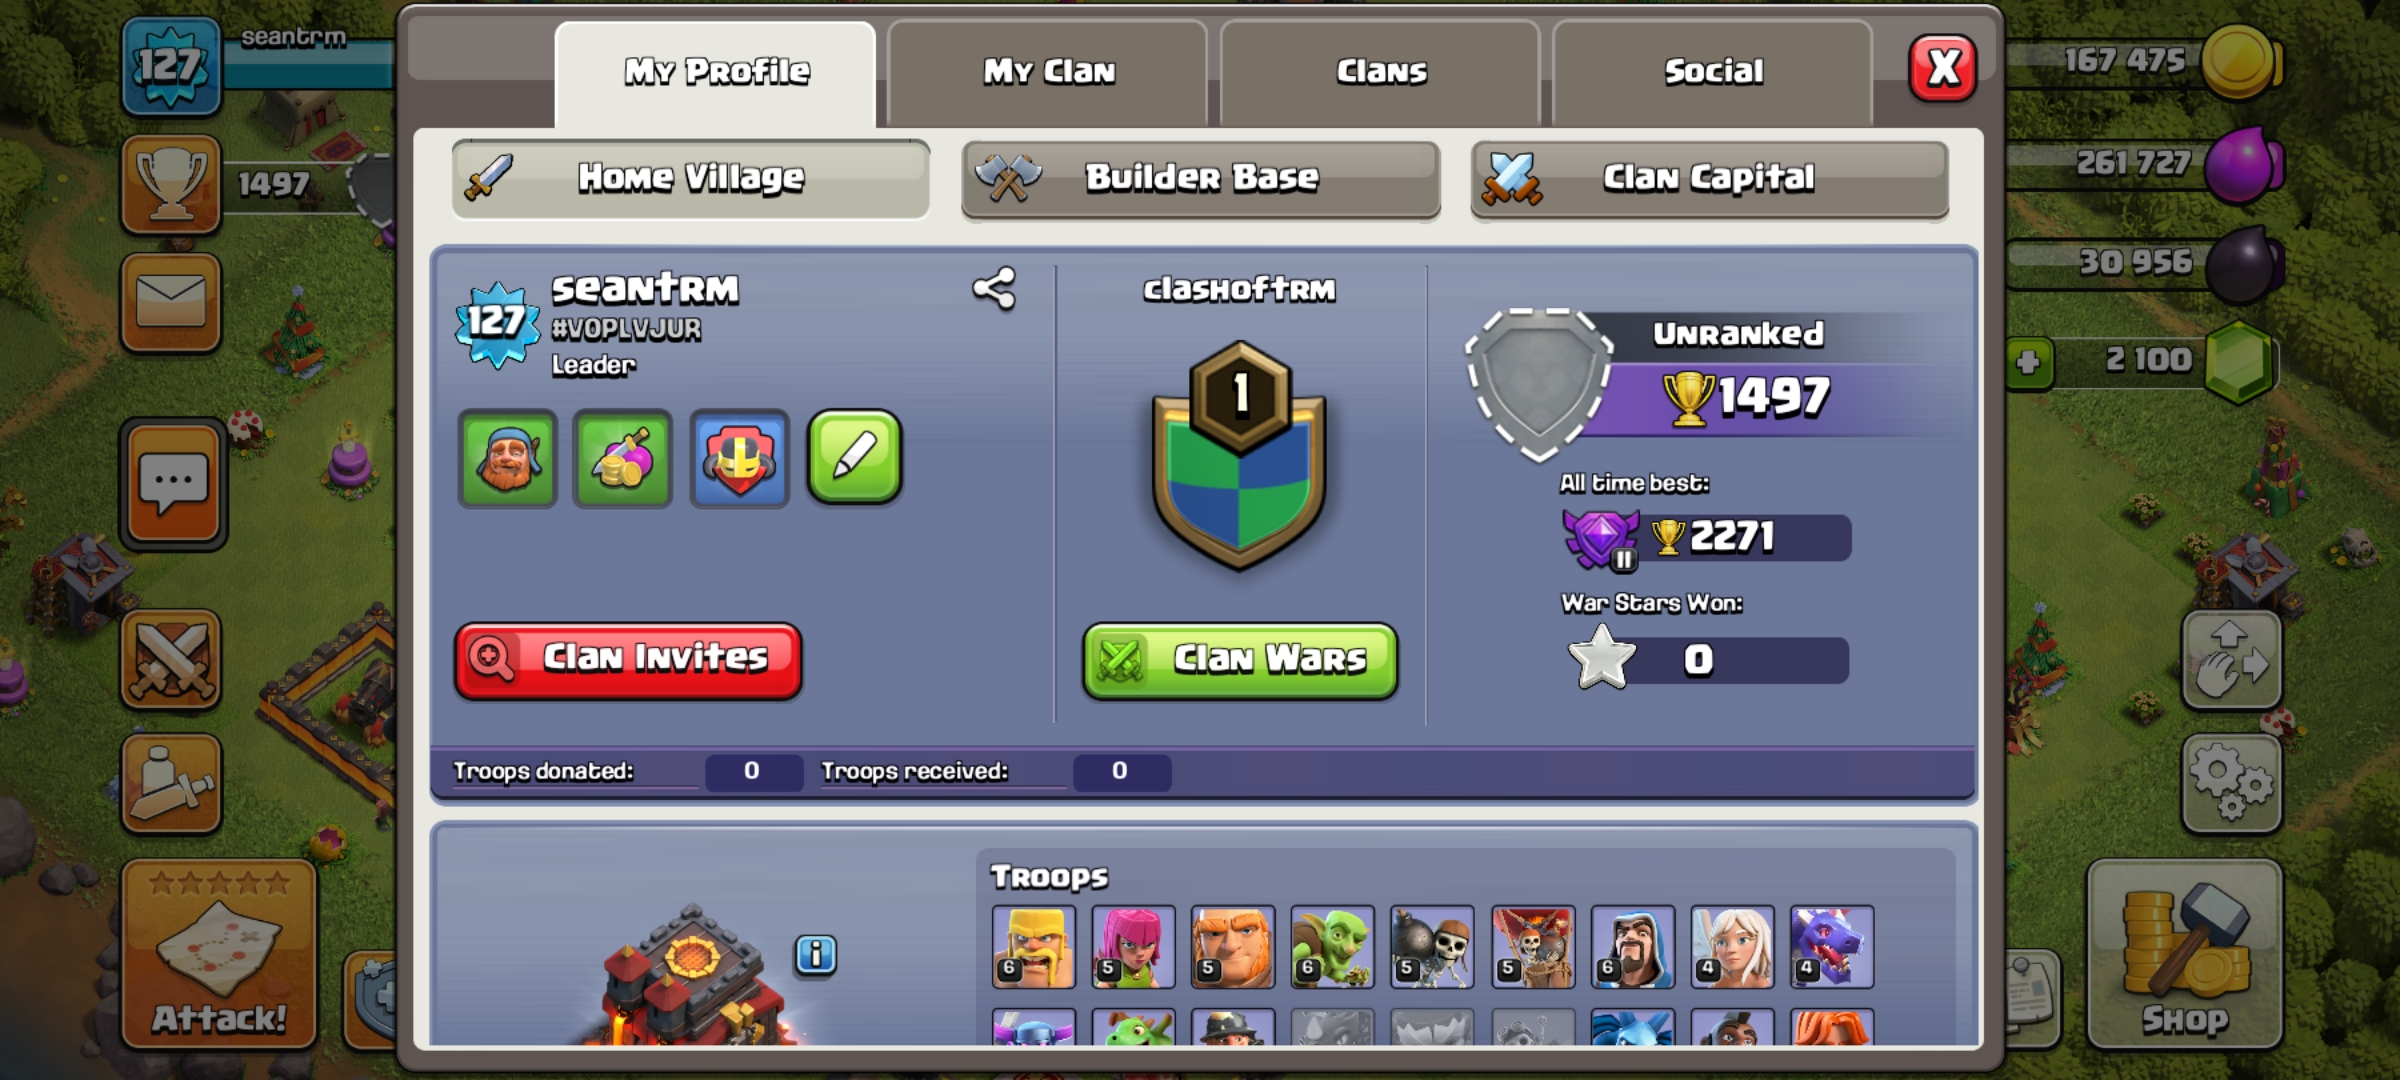 127
seantrm
My Profile
My Clan
Clans
Social
X
167 475
1497
Home Village
Builder Base
Clan Capital
261 727
seantrm
127
#V0PLVJUR
Leader
clashoftrm
1
Unranked
1497
30 956
2 100
All time best:
II
2271
War Stars Won:
0
Clan Invites
Clan Wars
Troops donated:
0
Troops received:
0
Troops
i
6
5
5
6
5
5
6
4
4
Attack!
Shop